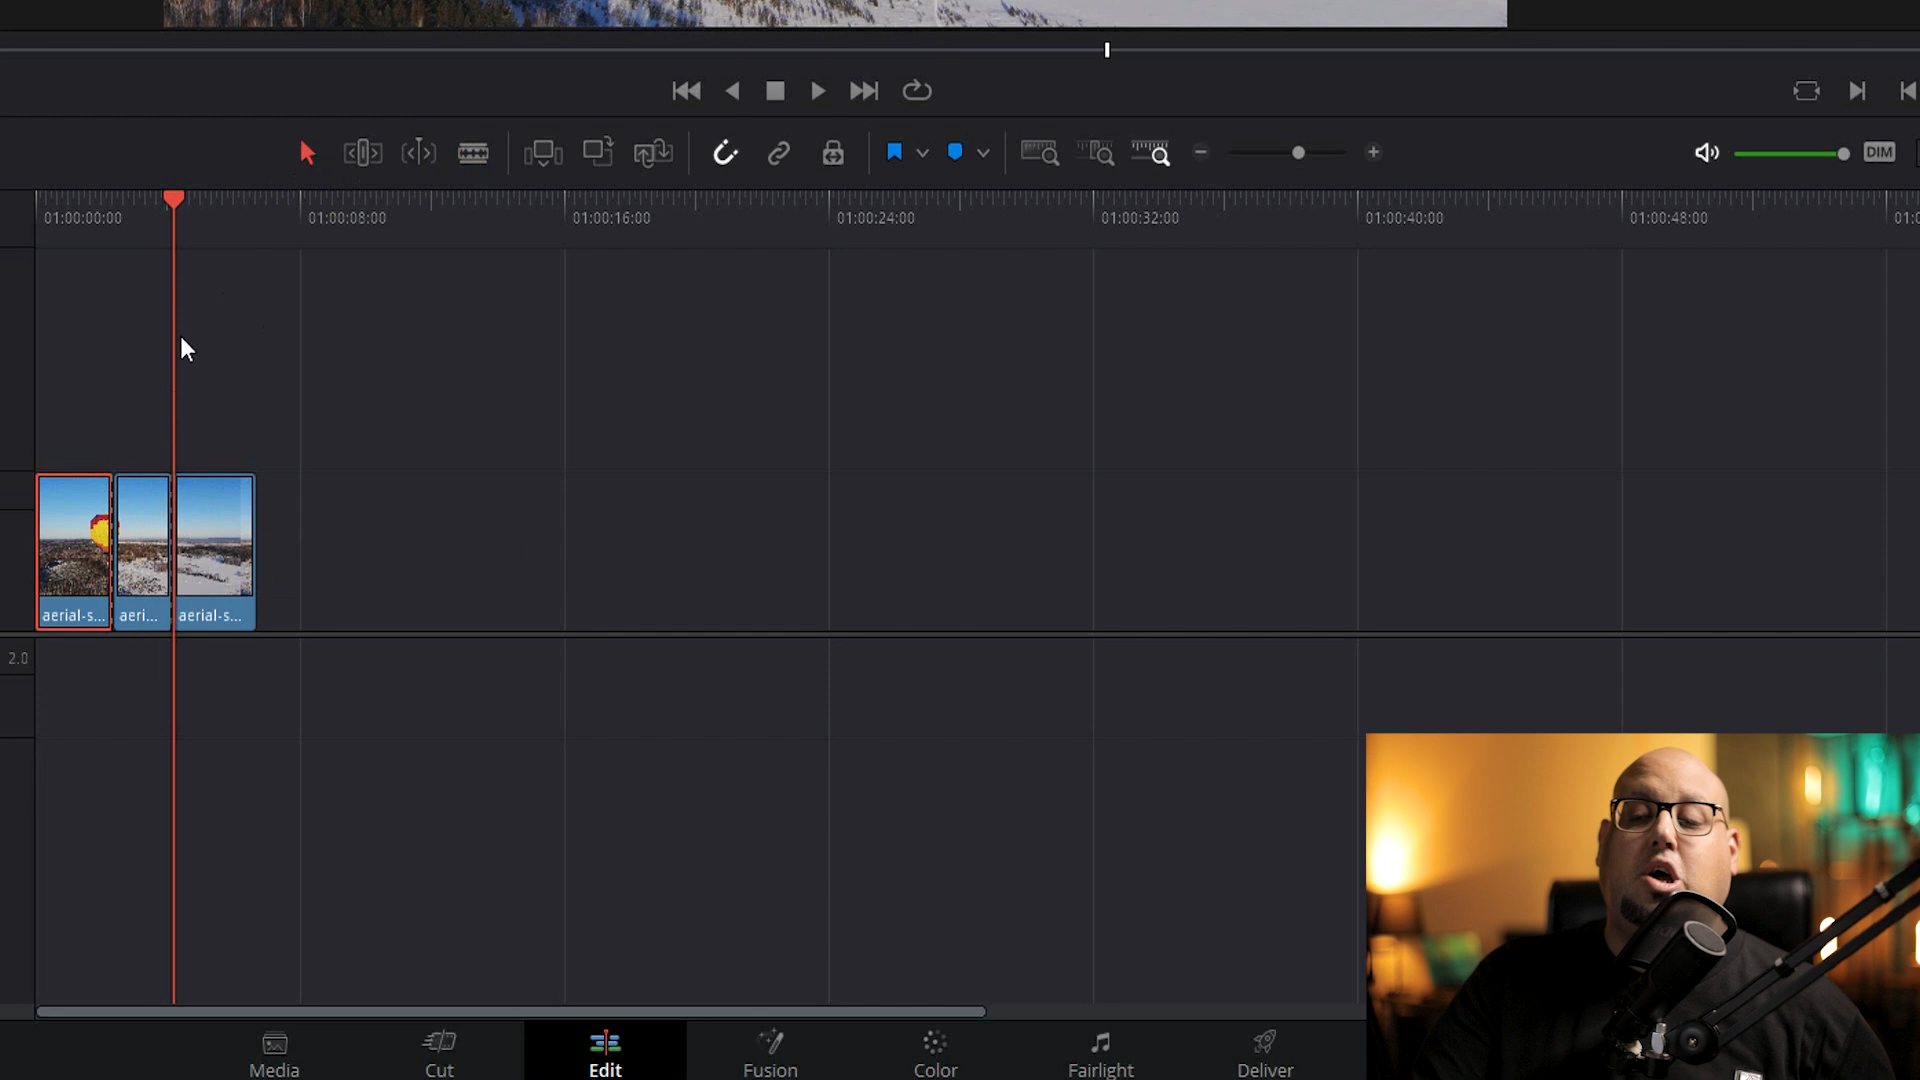 DIM
01:00:00:00
01:00:08:00
01:00:16:00
01:00:24:00
01:00:32:00
01:00:40:00
01:00:48:00
01:0
aerial-s...
aeri...
aerial-s...
2.0
Media
Cut
Edit
Fusion
Color
Fairlight
Deliver